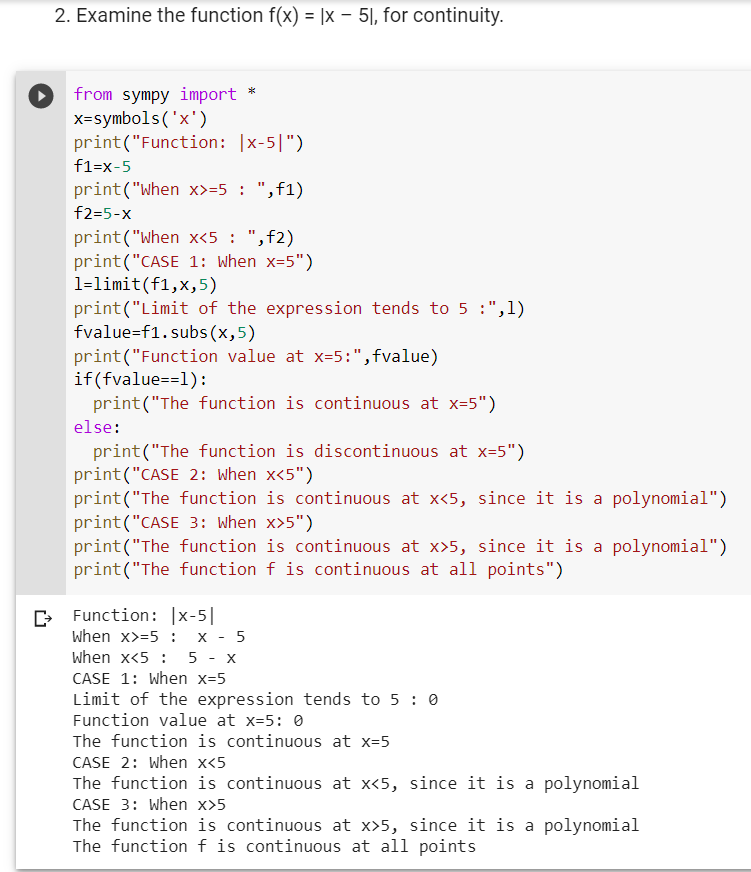 2. Examine the function f(x) = |x – 5|, for continuity.
from sympy import *
x=symbols('x')
print("Function: |x-5|")
f1=x-5
print("When x>=5 : ",f1)
f2=5-x
print("When x<5 : ",f2)
print("CASE 1: When x=5")
l=limit(f1,x,5)
print("Limit of the expression tends to 5 :",l)
fvalue=f1.subs(x,5)
print("Function value at x=5:",fvalue)
if(fvalue==l):
  print("The function is continuous at x=5")
else:
  print("The function is discontinuous at x=5")
print("CASE 2: When x<5")
print("The function is continuous at x<5, since it is a polynomial")
print("CASE 3: When x>5")
print("The function is continuous at x>5, since it is a polynomial")
print("The function f is continuous at all points")
Function: |x-5|
When x>=5 :  x - 5
When x<5 :  5 - x
CASE 1: When x=5
Limit of the expression tends to 5 : 0
Function value at x=5: 0
The function is continuous at x=5
CASE 2: When x<5
The function is continuous at x<5, since it is a polynomial
CASE 3: When x>5
The function is continuous at x>5, since it is a polynomial
The function f is continuous at all points